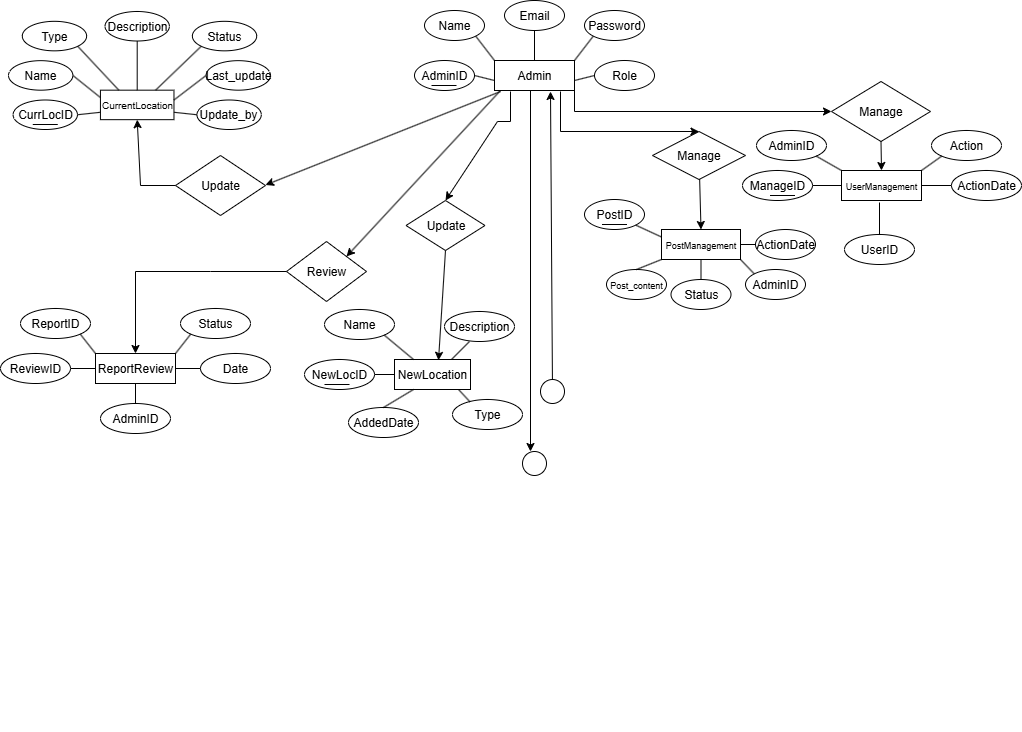 Description
Type
Status
Name
Last_update
CurrentLocation
CurrLocID
Update_by
Update
Email
Name
Password
AdminID
Admin
Role
Manage
Manage
AdminID
Action
ManageID
UserManagement
ActionDate
UserID
PostID
PostManagement
ActionDate
Post_content
Status
AdminID
Update
Review
ReportID
Status
ReviewID
ReportReview
Date
AdminID
Name
Description
NewLocID
NewLocation
AddedDate
Type